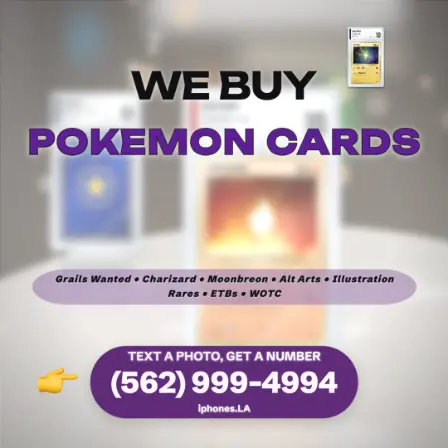 WE BUY
POKEMON CARDS
Grails Wanted • Charizard • Moonbreon • Alt Arts • Illustration
Rares • ETBs • WOTC
TEXT A PHOTO, GET A NUMBER
(562) 999-4994
iphones.LA